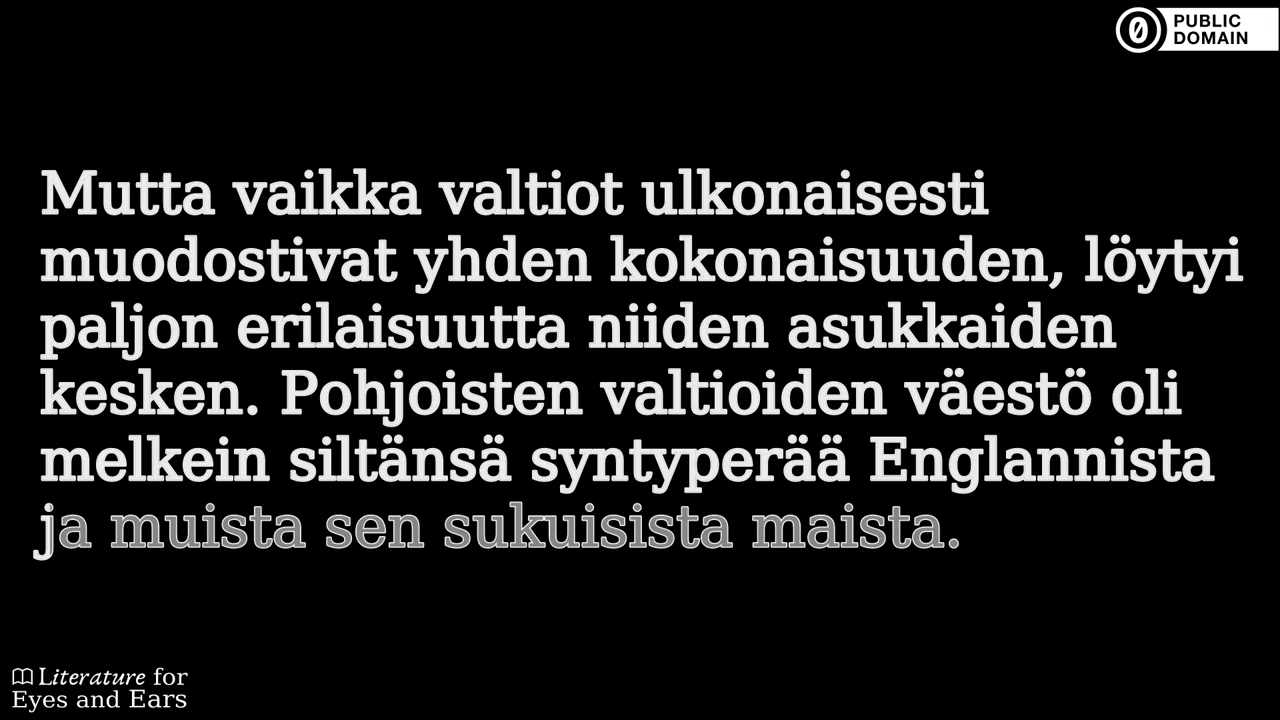 PUBLIC
DOMAIN
Mutta vaikka valtiot ulkonaisesti
muodostivat yhden kokonaisuuden, löytyi
paljon erilaisuutta niiden asukkaiden
kesken. Pohjoisten valtioiden väestö oli
melkein siltänsä syntyperää Englannista
ja muista sen sukuisista maista.
Literature for
Eyes and Ears